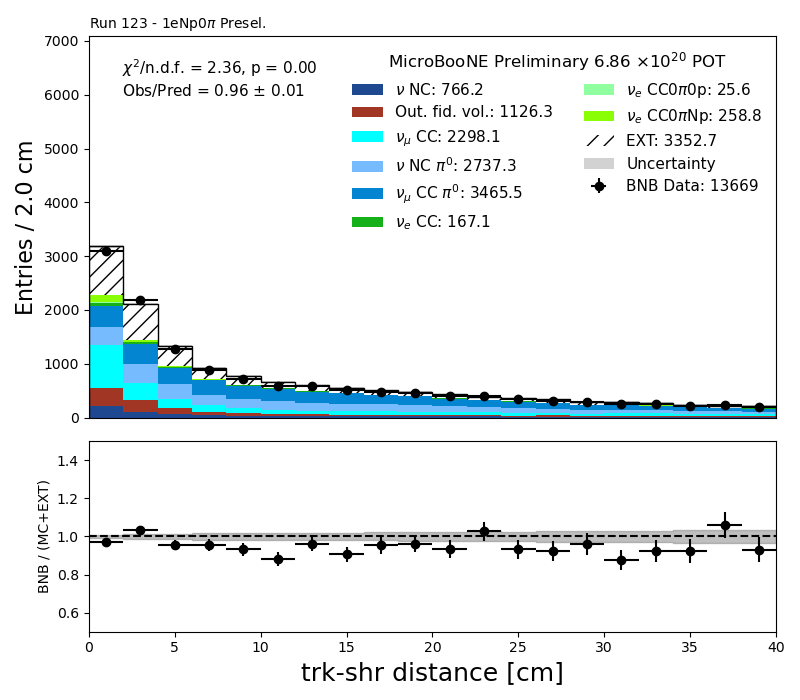 Run 123 - 1eNp0π Presel.
MicroBooNE Preliminary 6.86 ×10²⁰ POT
χ²/n.d.f. = 2.36, p = 0.00
Obs/Pred = 0.96 ± 0.01
ν NC: 766.2
Out. fid. vol.: 1126.3
ν_μ CC: 2298.1
ν NC π⁰: 2737.3
ν_μ CC π⁰: 3465.5
ν_e CC: 167.1
ν_e CC0π0p: 25.6
ν_e CC0πNp: 258.8
EXT: 3352.7
Uncertainty
BNB Data: 13669
Entries / 2.0 cm
7000
6000
5000
4000
3000
2000
1000
0
BNB / (MC+EXT)
1.4
1.2
1.0
0.8
0.6
0 5 10 15 20 25 30 35 40
trk-shr distance [cm]